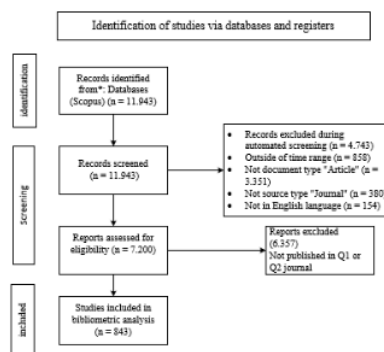 Identification of studies via databases and registers
identification
Records identified
from*: Databases
(Scopus) (n = 11.943)
Screening
Records screened
(n = 11.943)
• Records excluded during
automated screening (n = 4.743)
• Outside of time range (n = 858)
• Not document type "Article" (n =
3.351)
• Not source type "Journal" (n = 380)
• Not in English language (n = 154)
Reports assessed for
eligibility (n = 7.200)
Reports excluded
(6.357)
Not published in Q1 or
Q2 journal
included
Studies included in
bibliometric analysis
(n = 843)